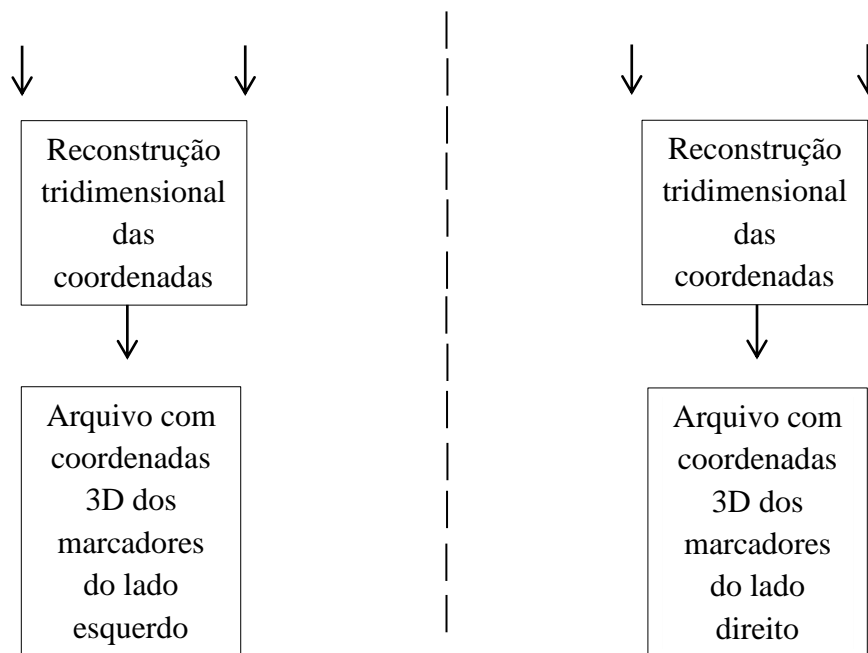 Reconstrução
tridimensional
das
coordenadas
Reconstrução
tridimensional
das
coordenadas
Arquivo com
coordenadas
3D dos
marcadores
do lado
esquerdo
Arquivo com
coordenadas
3D dos
marcadores
do lado
direito